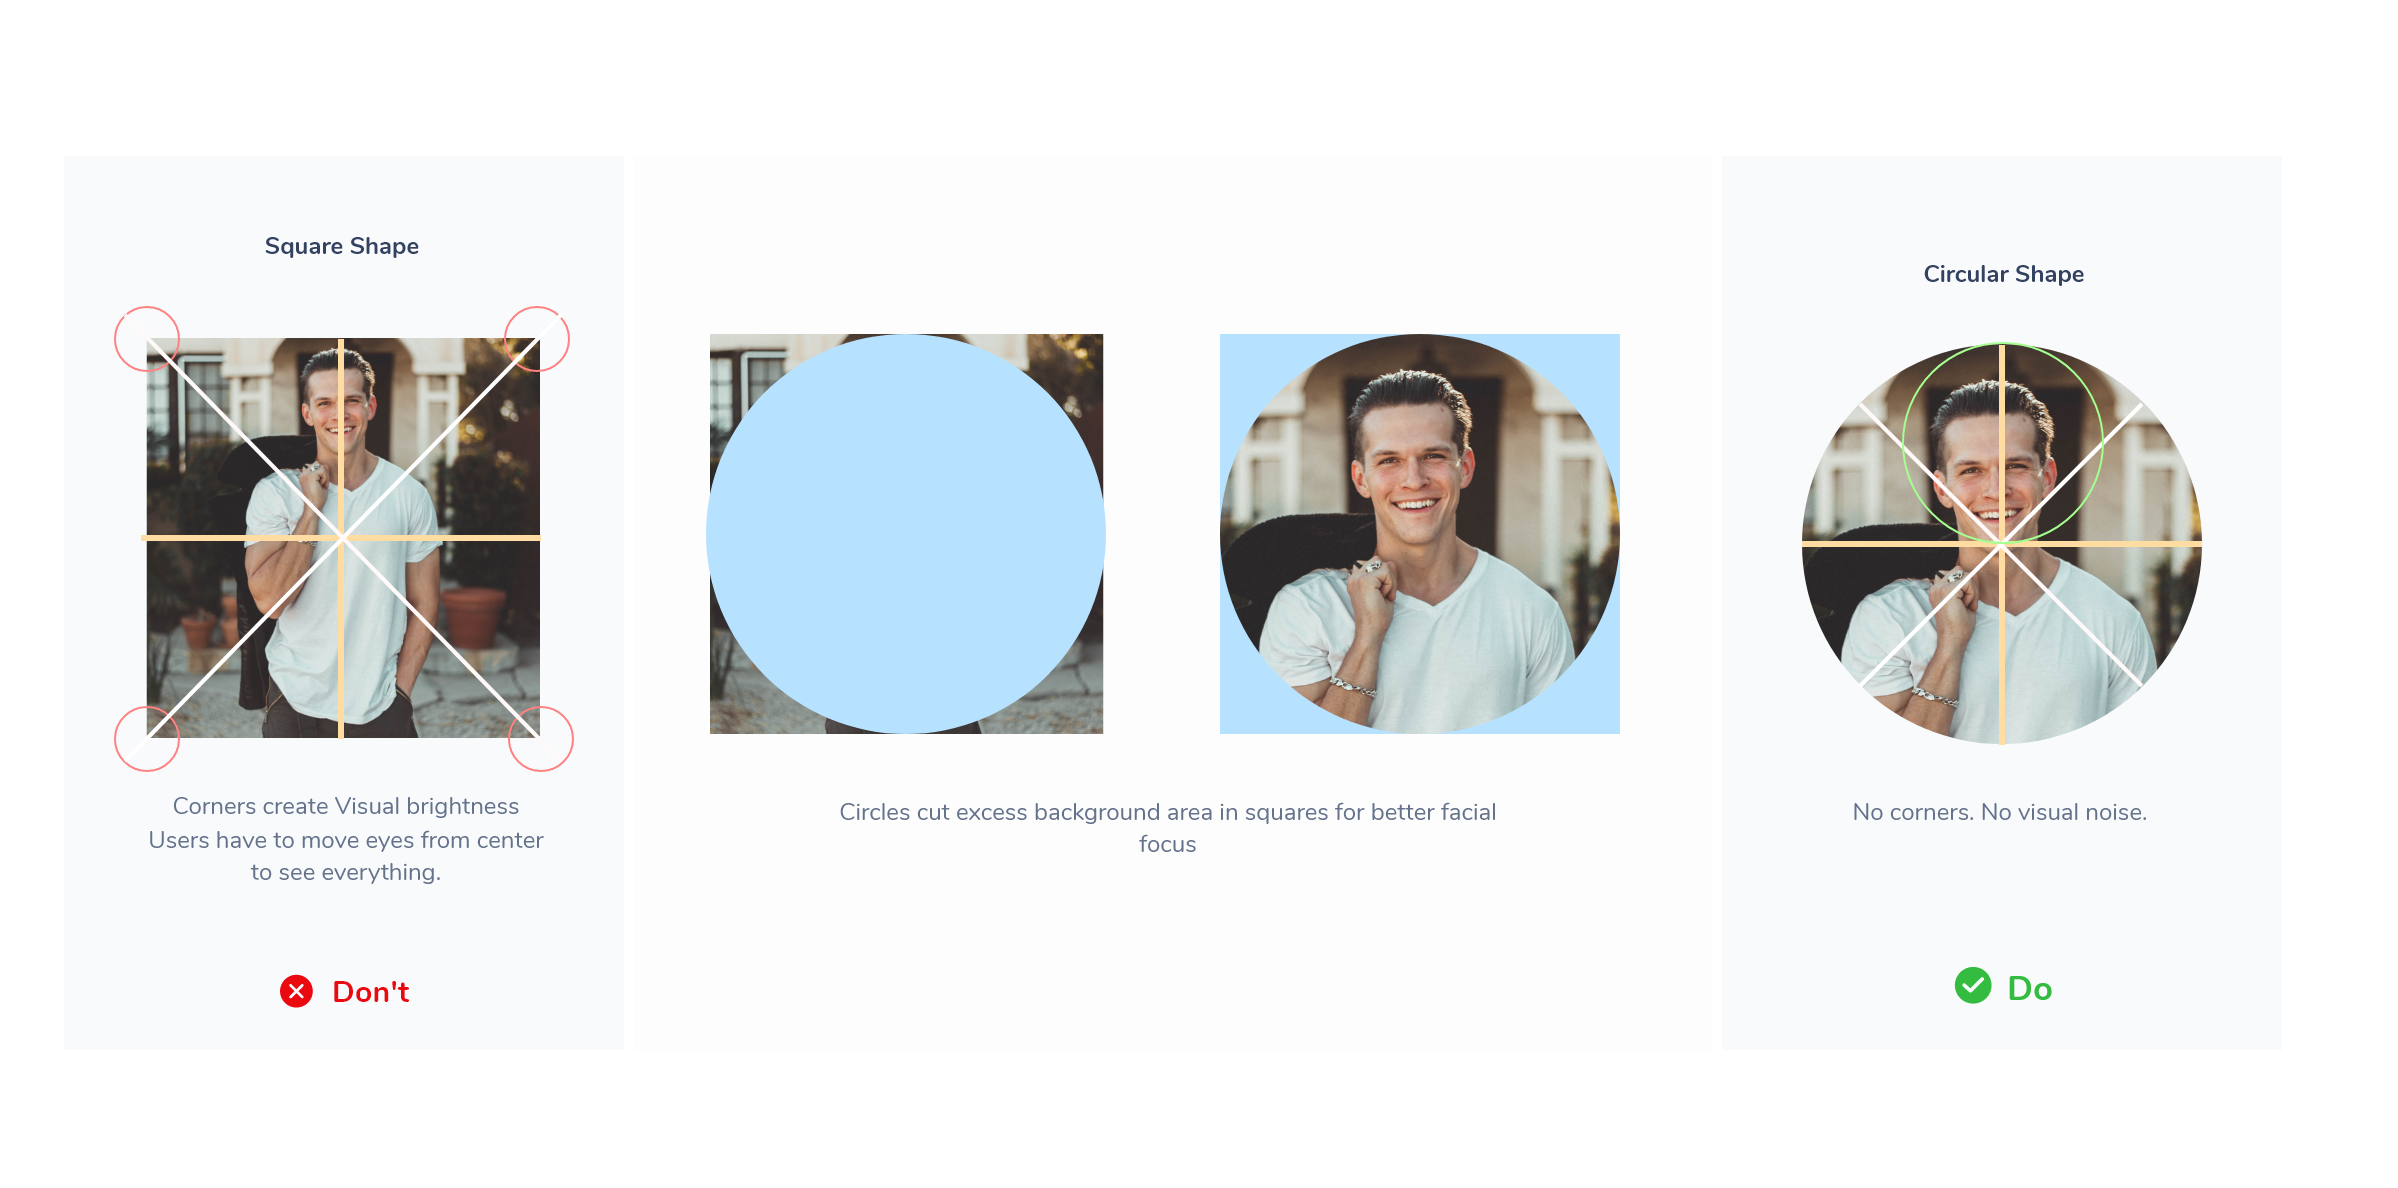 Square Shape
Corners create Visual brightness
Users have to move eyes from center
to see everything.
Don't
Circles cut excess background area in squares for better facial
focus
Circular Shape
No corners. No visual noise.
Do